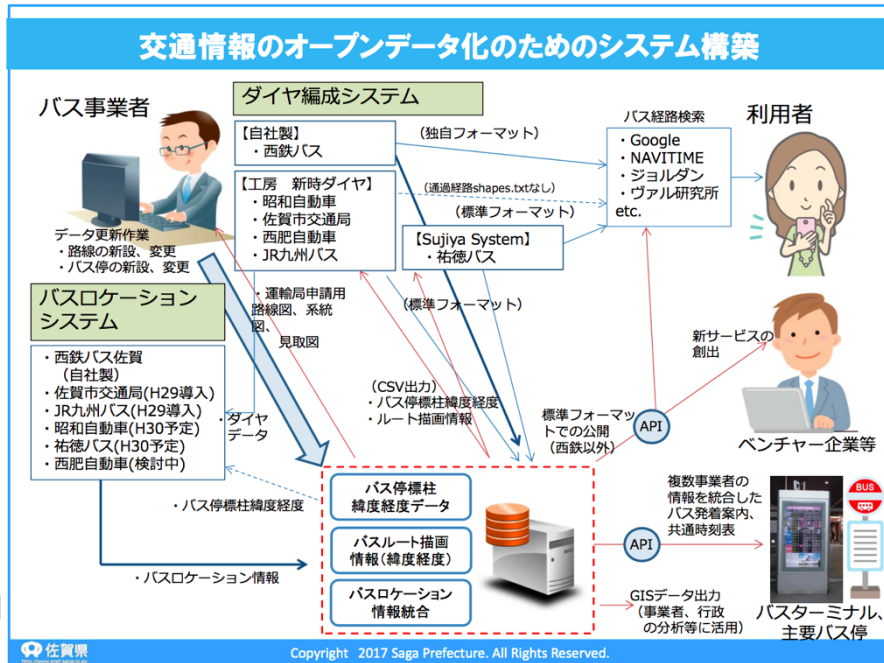 交通情報のオープンデータ化のためのシステム構築
バス事業者
ダイヤ編成システム
【自社製】
・西鉄バス
【工房 新時ダイヤ】
・昭和自動車
・佐賀市交通局
・西肥自動車
・JR九州バス
(独自フォーマット)
(通過経路shapes.txtなし)
(標準フォーマット)
【Sujiya System】
・祐徳バス
バス経路検索
・Google
・NAVITIME
・ジョルダン
・ヴァル研究所
etc.
利用者
データ更新作業
・路線の新設、変更
・バス停の新設、変更
・運輸局申請用
路線図、系統
図、
見取図
(標準フォーマット)
バスロケーション
システム
・西鉄バス佐賀
(自社製)
・佐賀市交通局(H29導入)
・JR九州バス(H29導入)
・昭和自動車(H30予定)
・祐徳バス(H30予定)
・西肥自動車(検討中)
・ダイヤ
データ
(CSV出力)
・バス停標柱緯度経度
・ルート描画情報
標準フォーマッ
トでの公開
(西鉄以外)
API
新サービスの
創出
ベンチャー企業等
・バス停標柱緯度経度
・バスロケーション情報
バス停標柱
緯度経度データ
バスルート描画
情報(緯度経度)
バスロケーション
情報統合
API
複数事業者の
情報を統合した
バス発着案内、
共通時刻表
BUS
GISデータ出力
(事業者、行政
の分析等に活用)
バスターミナル、
主要バス停
佐賀県
Copyright 2017 Saga Prefecture. All Rights Reserved.